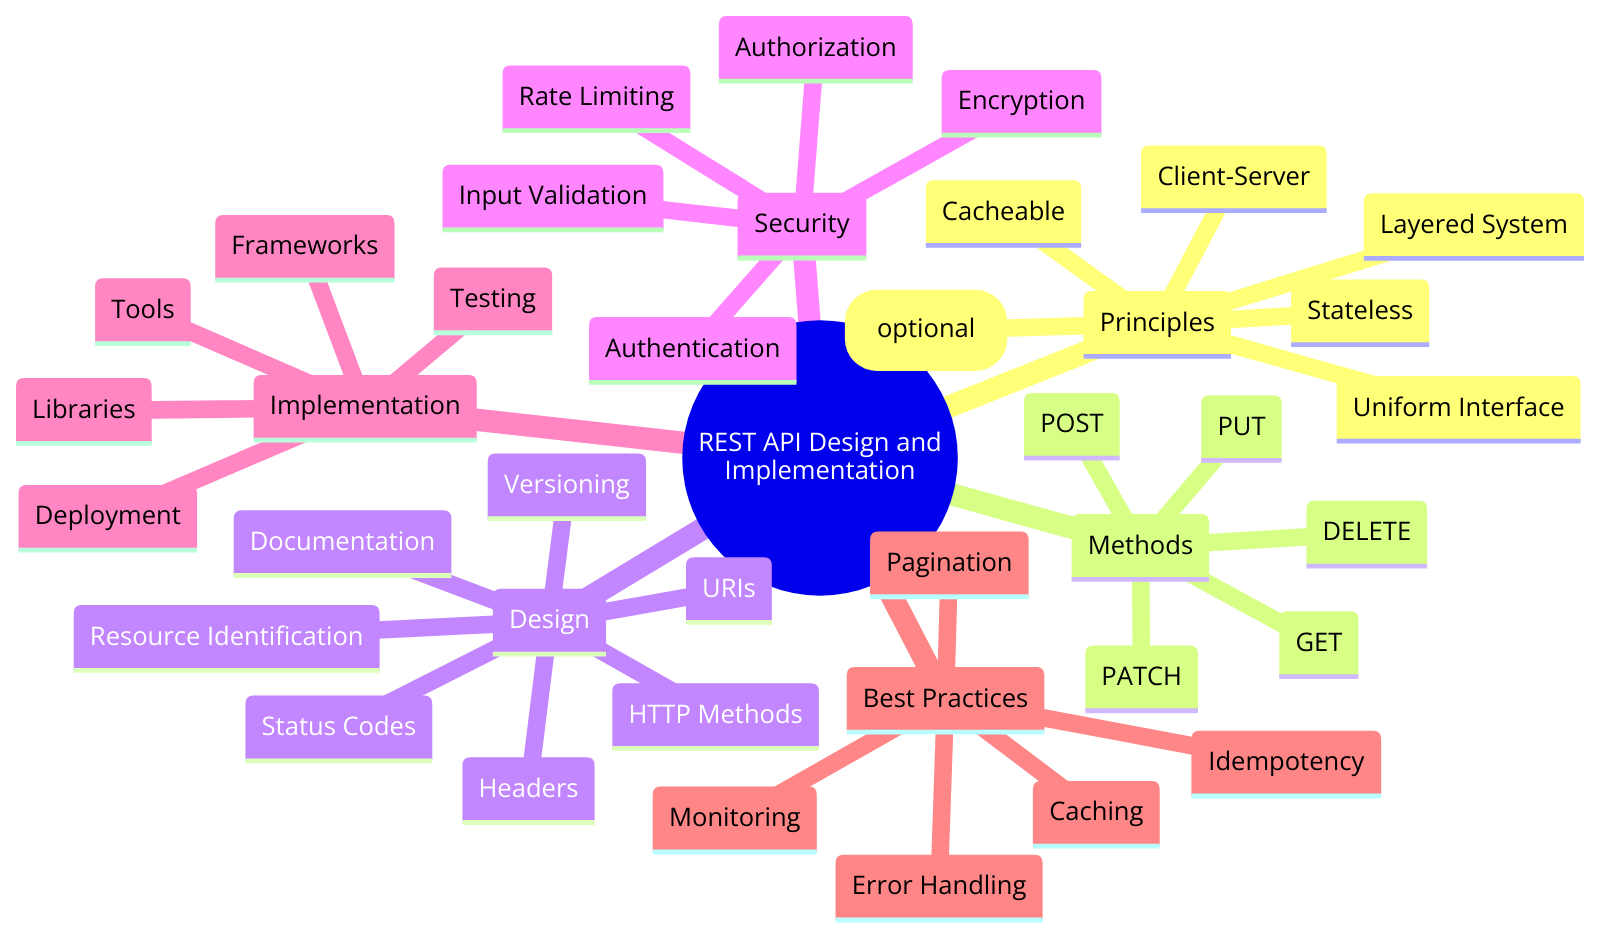 REST API Design and
Implementation
Principles
Client-Server
Cacheable
Layered System
Stateless
optional
Uniform Interface
Methods
POST
PUT
DELETE
GET
PATCH
Best Practices
Pagination
Idempotency
Caching
Error Handling
Monitoring
Design
Versioning
Documentation
URIs
Resource Identification
Status Codes
HTTP Methods
Headers
Implementation
Frameworks
Testing
Tools
Libraries
Deployment
Security
Authorization
Rate Limiting
Encryption
Input Validation
Authentication